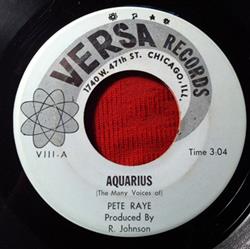 VERSA RECORDS
1740 W. 47th ST. CHICAGO, ILL.
VIII-A
Time 3:04
AQUARIUS
(The Many Voices of)
PETE RAYE
Produced By
R. Johnson